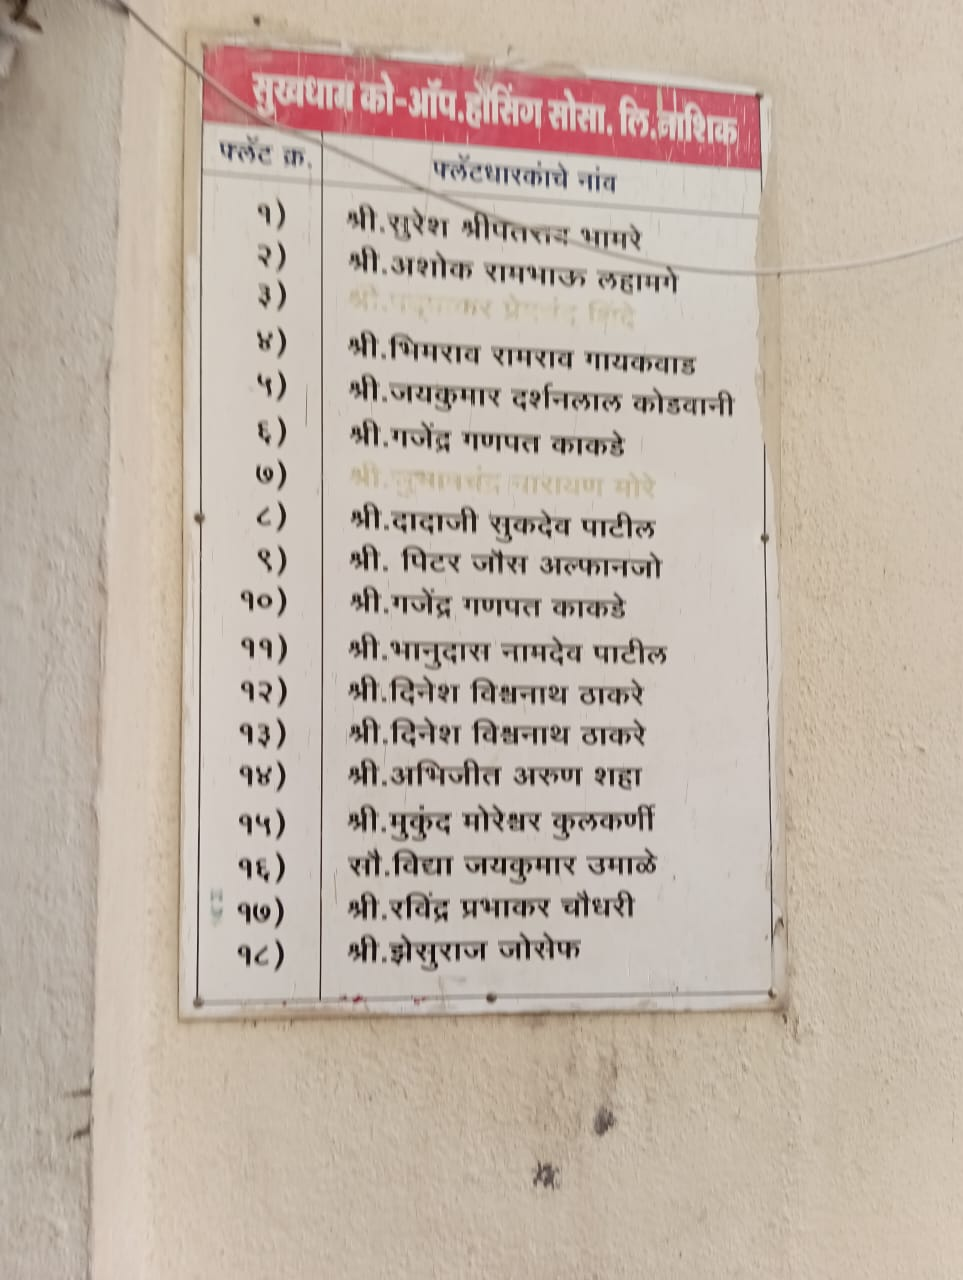 सुखधाम को-ऑप.हौसिंग सोसा. लि.नाशिक
फ्लॅट क्र. फ्लॅटधारकांचे नांव
१) श्री.सुरेश श्रीपतराव भामरे
२) श्री.अशोक रामभाऊ लहामगे
३) श्री. शिंदे
४) श्री.भिमराव रामराव गायकवाड
५) श्री.जयकुमार दर्शनलाल कोडवानी
६) श्री.गजेंद्र गणपत काकडे
७) श्री. नारायण मोरे
८) श्री.दादाजी सुकदेव पाटील
९) श्री. पिटर जौस अल्फानजो
१०) श्री.गजेंद्र गणपत काकडे
११) श्री.भानुदास नामदेव पाटील
१२) श्री.दिनेश विश्वनाथ ठाकरे
१३) श्री.दिनेश विश्वनाथ ठाकरे
१४) श्री.अभिजीत अरुण शहा
१५) श्री.मुकुंद मोरेश्वर कुलकर्णी
१६) सौ.विद्या जयकुमार उमाळे
१७) श्री.रविंद्र प्रभाकर चौधरी
१८) श्री.झेसुराज जोसेफ